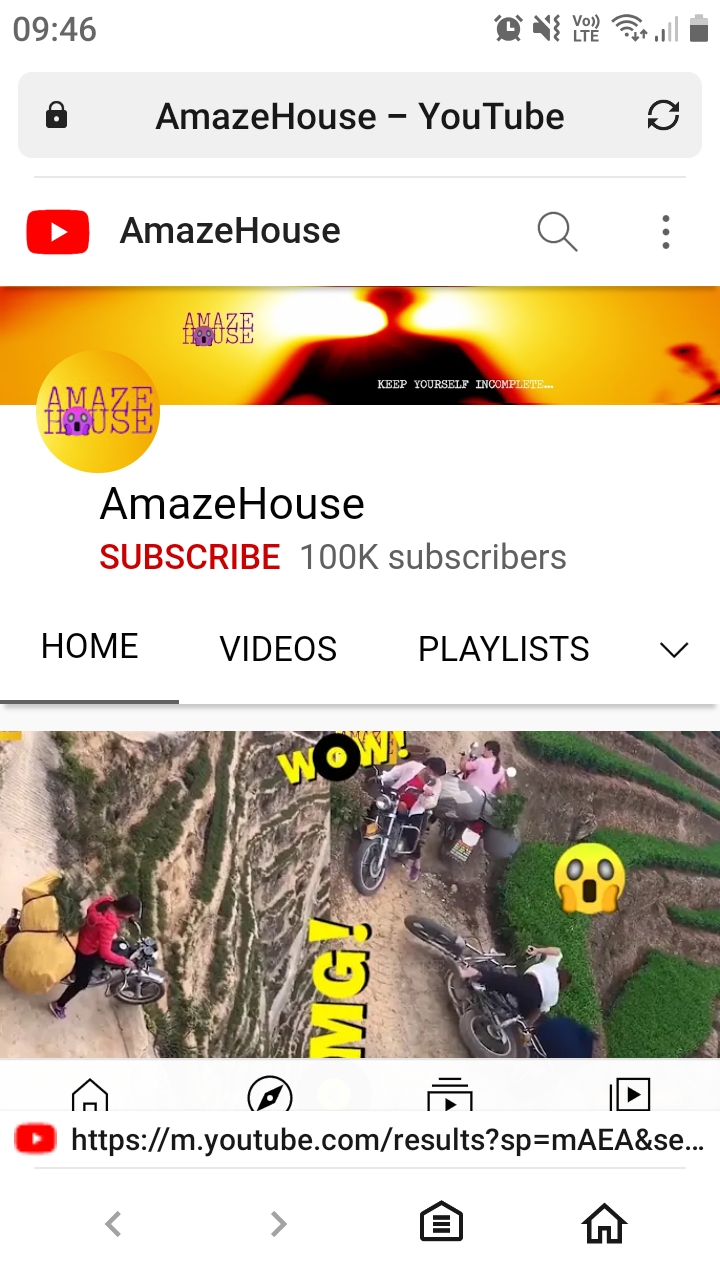 09:46
Vo)) LTE
AmazeHouse – YouTube
AmazeHouse
AMAZE
HOUSE
KEEP YOURSELF INCOMPLETE...
AMAZE
HOUSE
AmazeHouse
SUBSCRIBE 100K subscribers
HOME VIDEOS PLAYLISTS
WOW!
MG!
https://m.youtube.com/results?sp=mAEA&se...